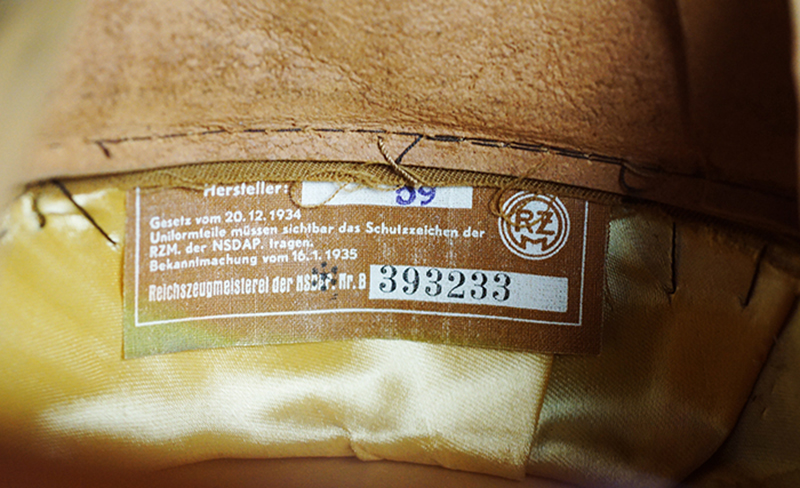 Hersteller: 39
Gesetz vom 20.12.1934
Uniformteile müssen sichtbar das Schutzzeichen der
RZM. der NSDAP. tragen.
Bekanntmachung vom 16.1.1935
Reichszeugmeisterei der NSDAP. Nr. B 393233
RZM